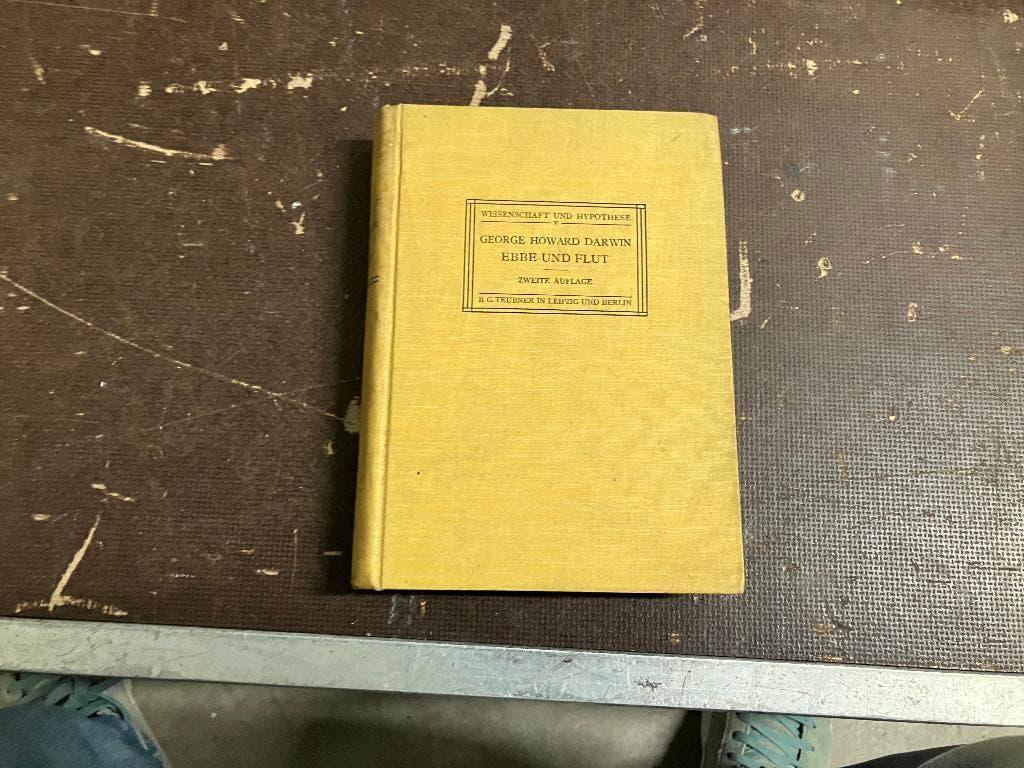 WISSENSCHAFT UND HYPOTHESE
V
GEORGE HOWARD DARWIN
EBBE UND FLUT
ZWEITE AUFLAGE
B. G. TEUBNER IN LEIPZIG UND BERLIN